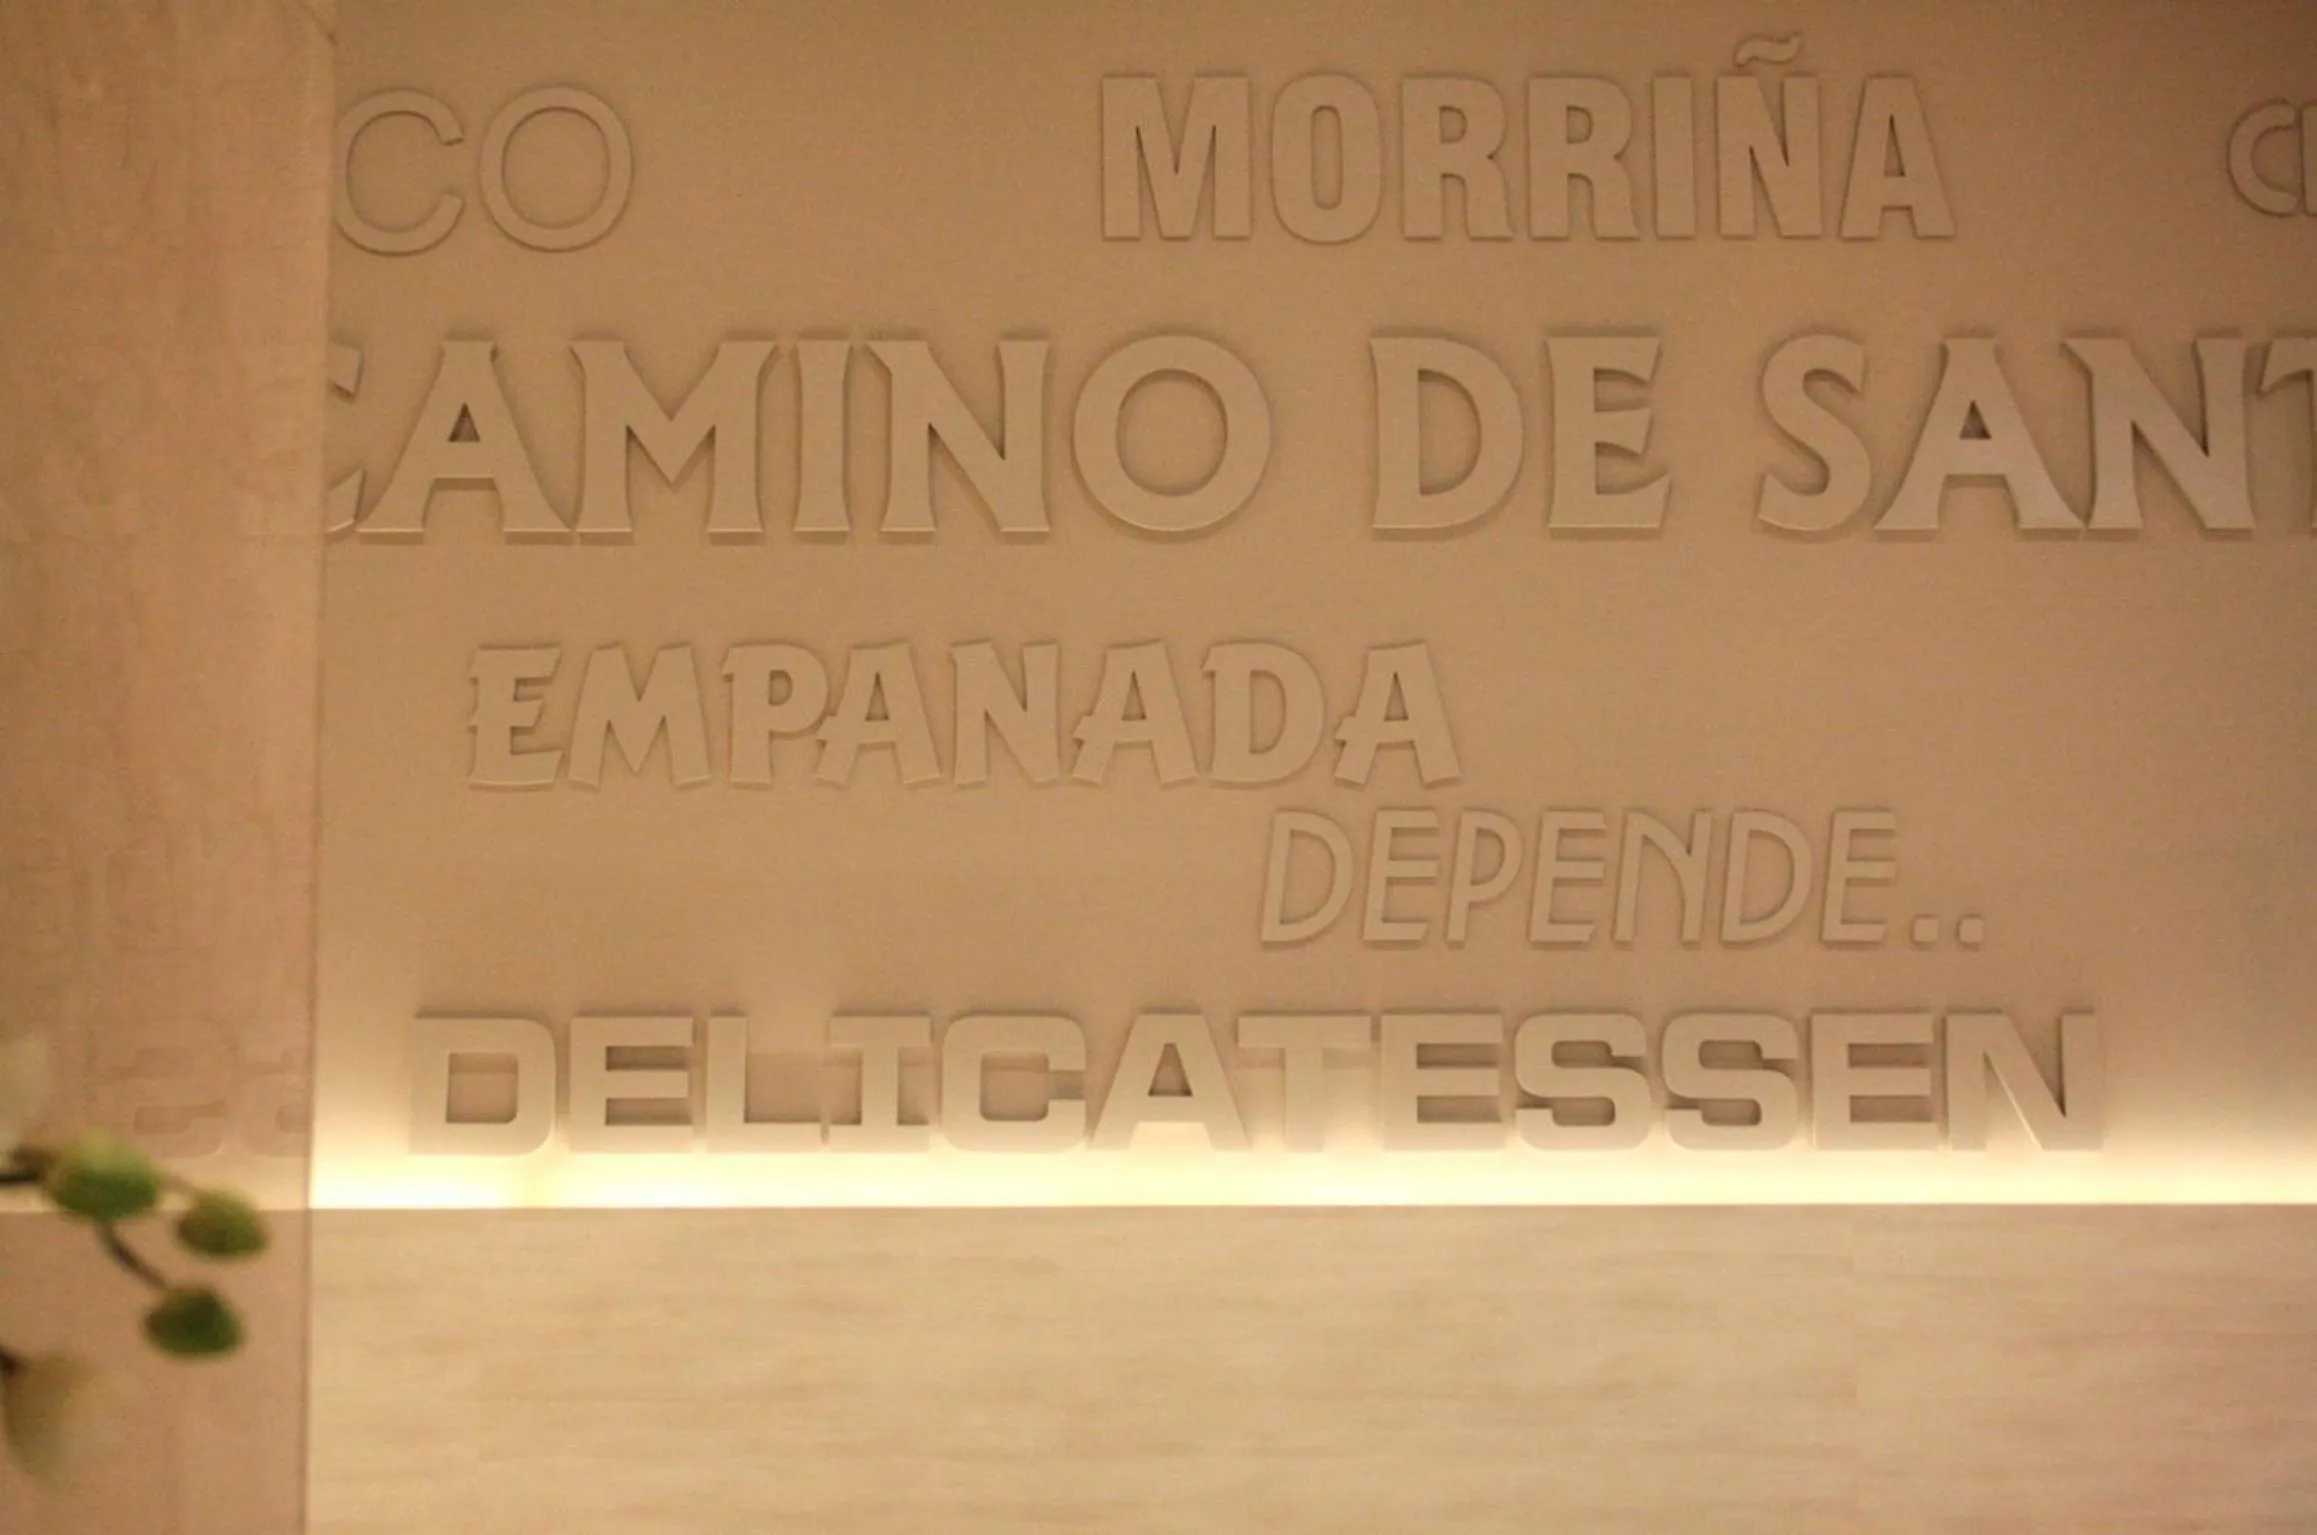 CO MORRIÑA
CAMINO DE SANT
EMPANADA
DEPENDE..
DELICATESSEN